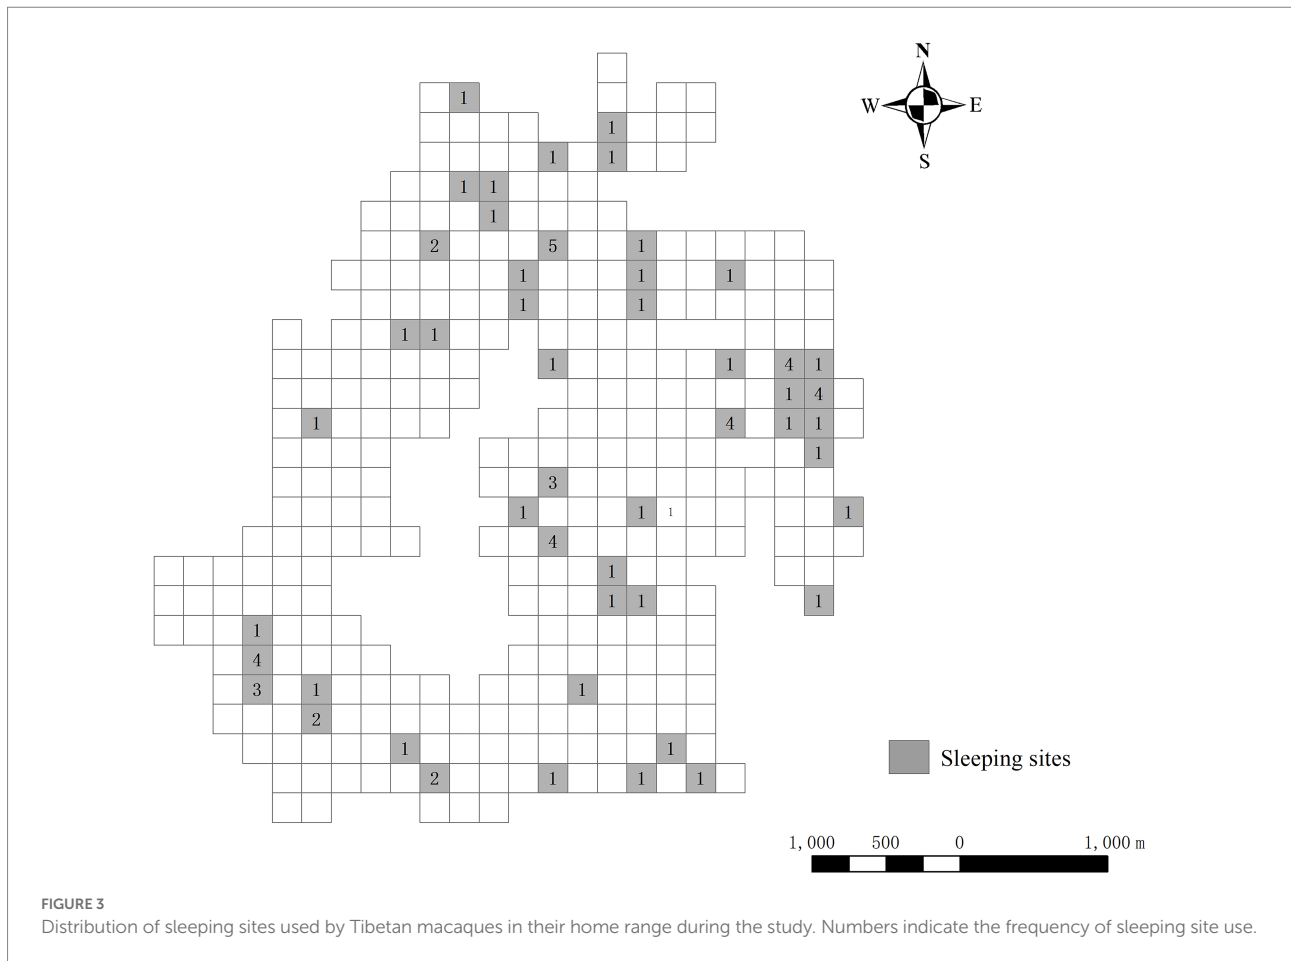 N
W E
S
1
1
1 1
1 1
1
2 5 1
1 1 1
1 1
1 1
1 1 4 1
1 4
1 4 1 1
1
3
1 1 1 1
4
1
1 1 1
1
4
3 1 1
2
1 1
2 1 1 1
Sleeping sites
1,000 500 0 1,000 m
FIGURE 3
Distribution of sleeping sites used by Tibetan macaques in their home range during the study. Numbers indicate the frequency of sleeping site use.